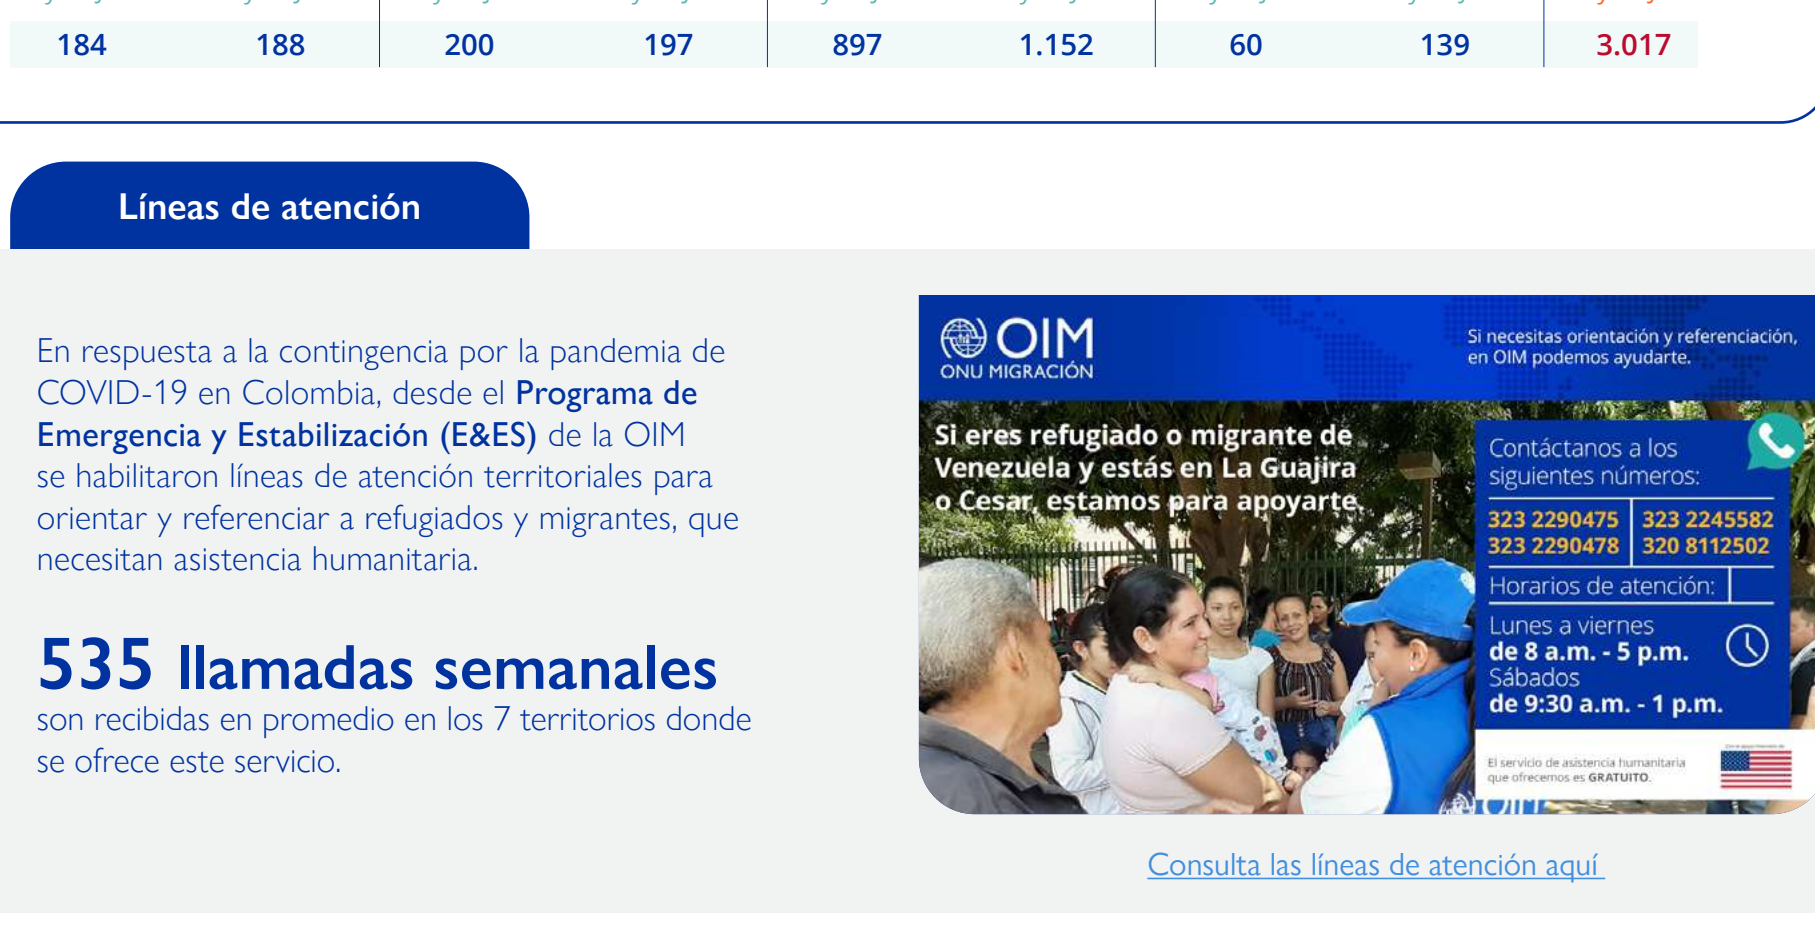 184 188 200 197 897 1.152 60 139 3.017
Líneas de atención
En respuesta a la contingencia por la pandemia de
COVID-19 en Colombia, desde el Programa de
Emergencia y Estabilización (E&ES) de la OIM
se habilitaron líneas de atención territoriales para
orientar y referenciar a refugiados y migrantes, que
necesitan asistencia humanitaria.
535 llamadas semanales
son recibidas en promedio en los 7 territorios donde
se ofrece este servicio.
OIM
ONU MIGRACIÓN
Si necesitas orientación y referenciación,
en OIM podemos ayudarte.
Si eres refugiado o migrante de
Venezuela y estás en La Guajira
o Cesar, estamos para apoyarte.
Contáctanos a los
siguientes números:
323 2290475 323 2245582
323 2290478 320 8112502
Horarios de atención:
Lunes a viernes
de 8 a.m. - 5 p.m.
Sábados
de 9:30 a.m. - 1 p.m.
El servicio de asistencia humanitaria
que ofrecemos es GRATUITO.
OIM
Consulta las líneas de atención aquí